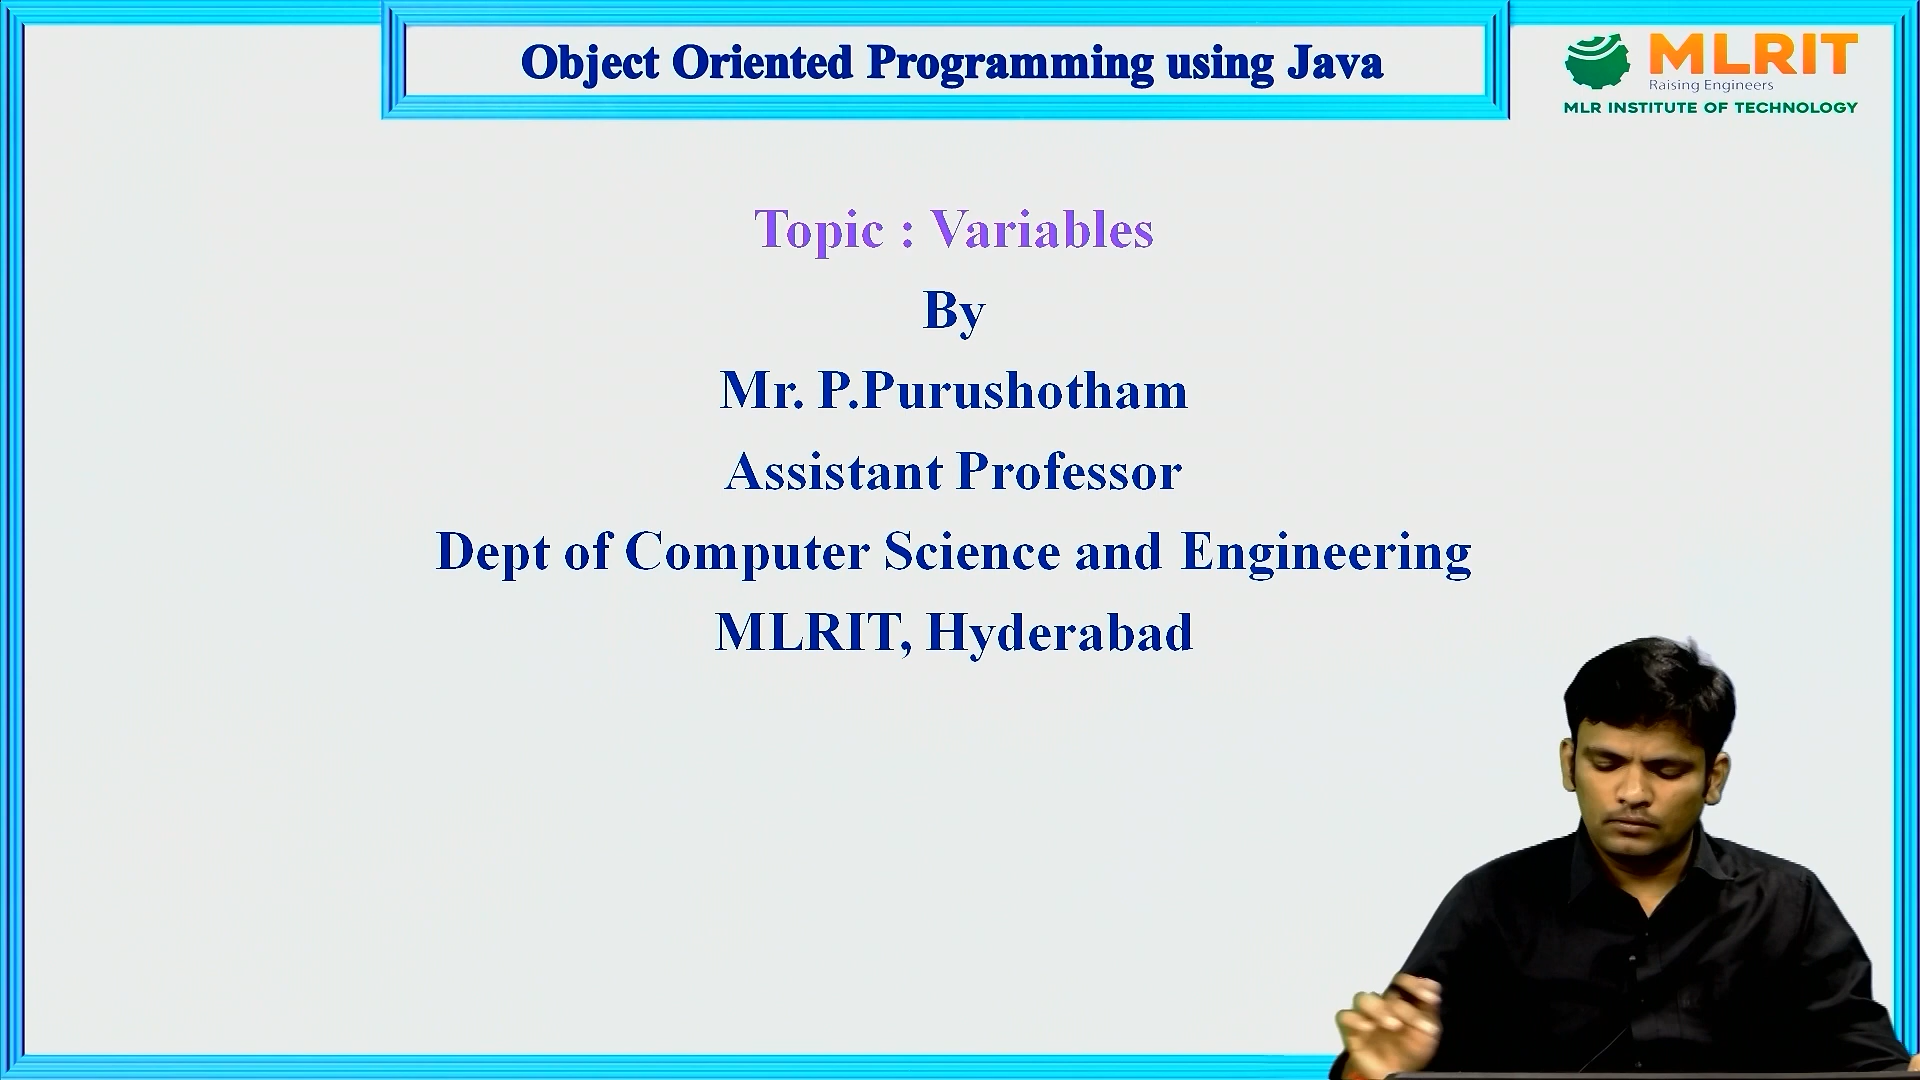 Object Oriented Programming using Java
MLRIT
Raising Engineers
MLR INSTITUTE OF TECHNOLOGY
Topic : Variables
By
Mr. P.Purushotham
Assistant Professor
Dept of Computer Science and Engineering
MLRIT, Hyderabad